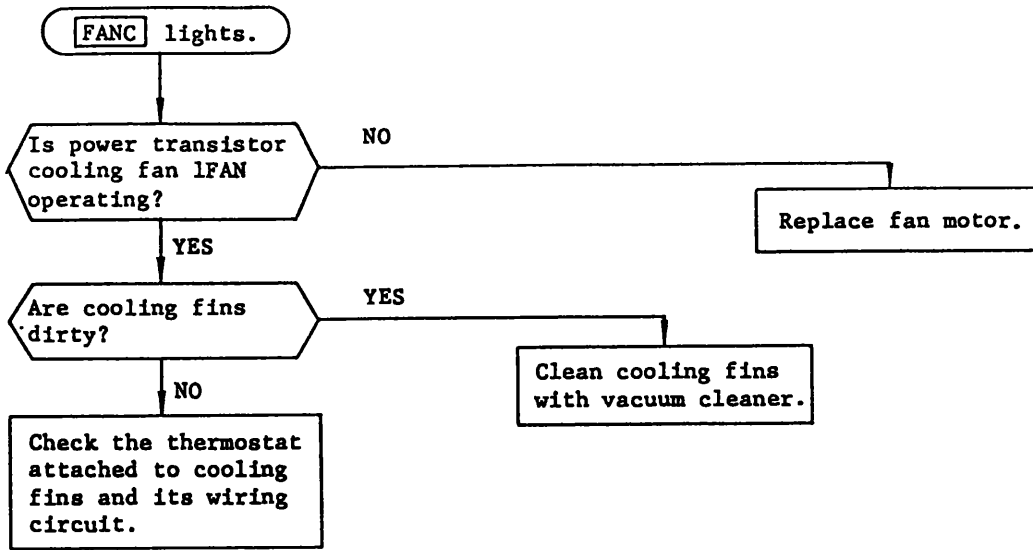 FANC lights.
Is power transistor
cooling fan 1FAN
operating?
NO
Replace fan motor.
YES
Are cooling fins
dirty?
YES
Clean cooling fins
with vacuum cleaner.
NO
Check the thermostat
attached to cooling
fins and its wiring
circuit.